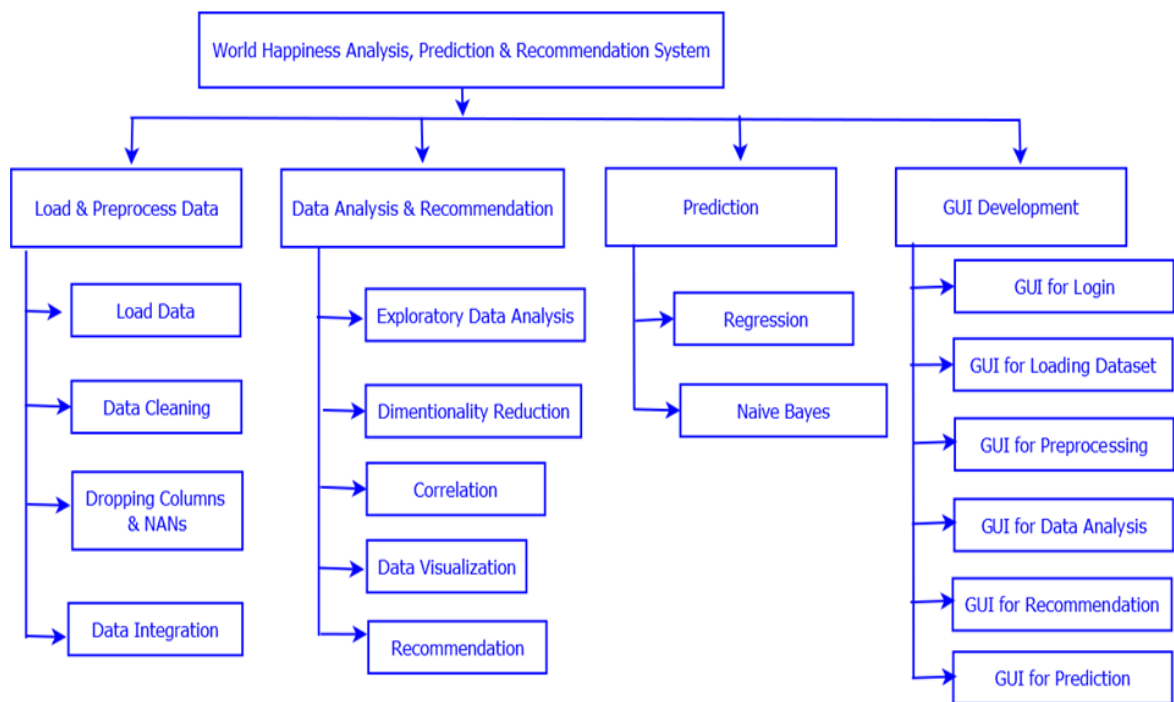 World Happiness Analysis, Prediction & Recommendation System
Load & Preprocess Data
Data Analysis & Recommendation
Prediction
GUI Development
Load Data
Data Cleaning
Dropping Columns
& NANs
Data Integration
Exploratory Data Analysis
Dimentionality Reduction
Correlation
Data Visualization
Recommendation
Regression
Naive Bayes
GUI for Login
GUI for Loading Dataset
GUI for Preprocessing
GUI for Data Analysis
GUI for Recommendation
GUI for Prediction